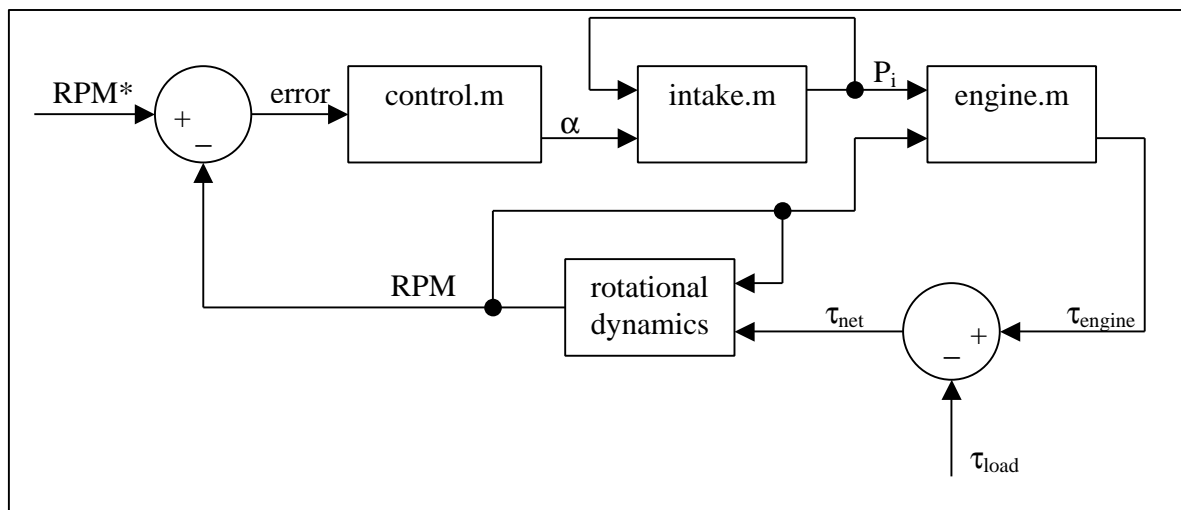 RPM*
+
−
error
control.m
α
intake.m
Pi
engine.m
RPM
rotational
dynamics
τnet
+
−
τengine
τload